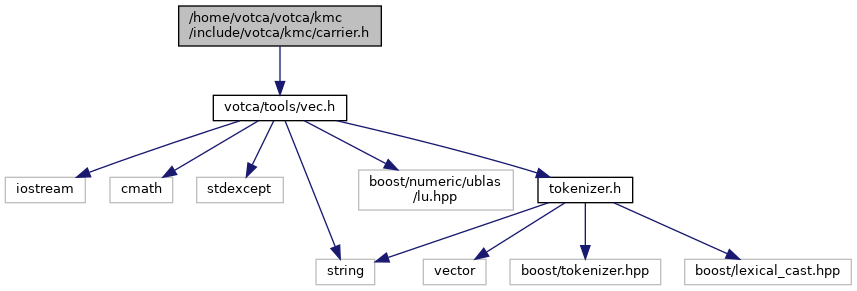 /home/votca/votca/kmc
/include/votca/kmc/carrier.h
votca/tools/vec.h
iostream
cmath
stdexcept
boost/numeric/ublas
/lu.hpp
tokenizer.h
string
vector
boost/tokenizer.hpp
boost/lexical_cast.hpp